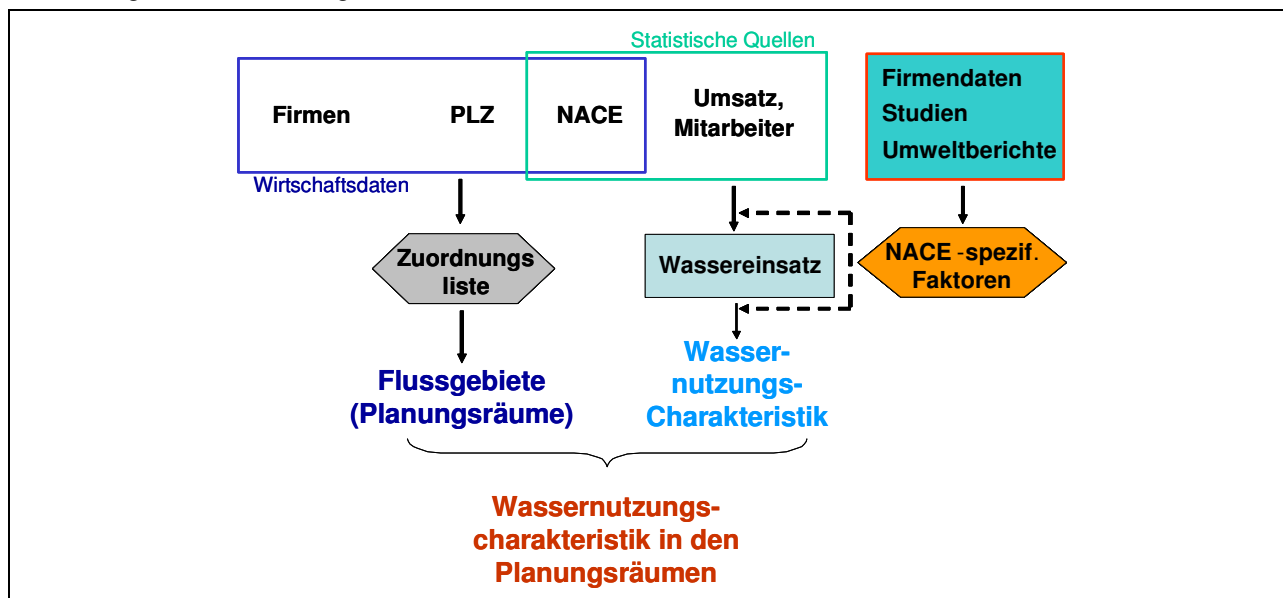 Statistische Quellen
Firmen
PLZ
NACE
Umsatz,
Mitarbeiter
Firmendaten
Studien
Umweltberichte
Wirtschaftsdaten
Zuordnungs
liste
Wassereinsatz
NACE -spezif.
Faktoren
Flussgebiete
(Planungsräume)
Wasser-
nutzungs-
Charakteristik
Wassernutzungs-
charakteristik in den
Planungsräumen